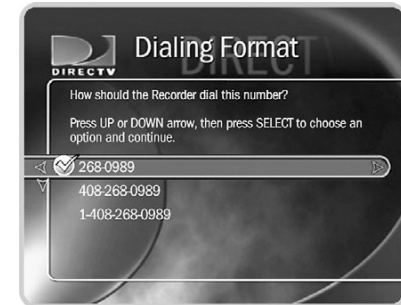 DIRECT
Dialing Format
DIRECTV
How should the Recorder dial this number?
Press UP or DOWN arrow, then press SELECT to choose an
option and continue.
268-0989
408-268-0989
1-408-268-0989